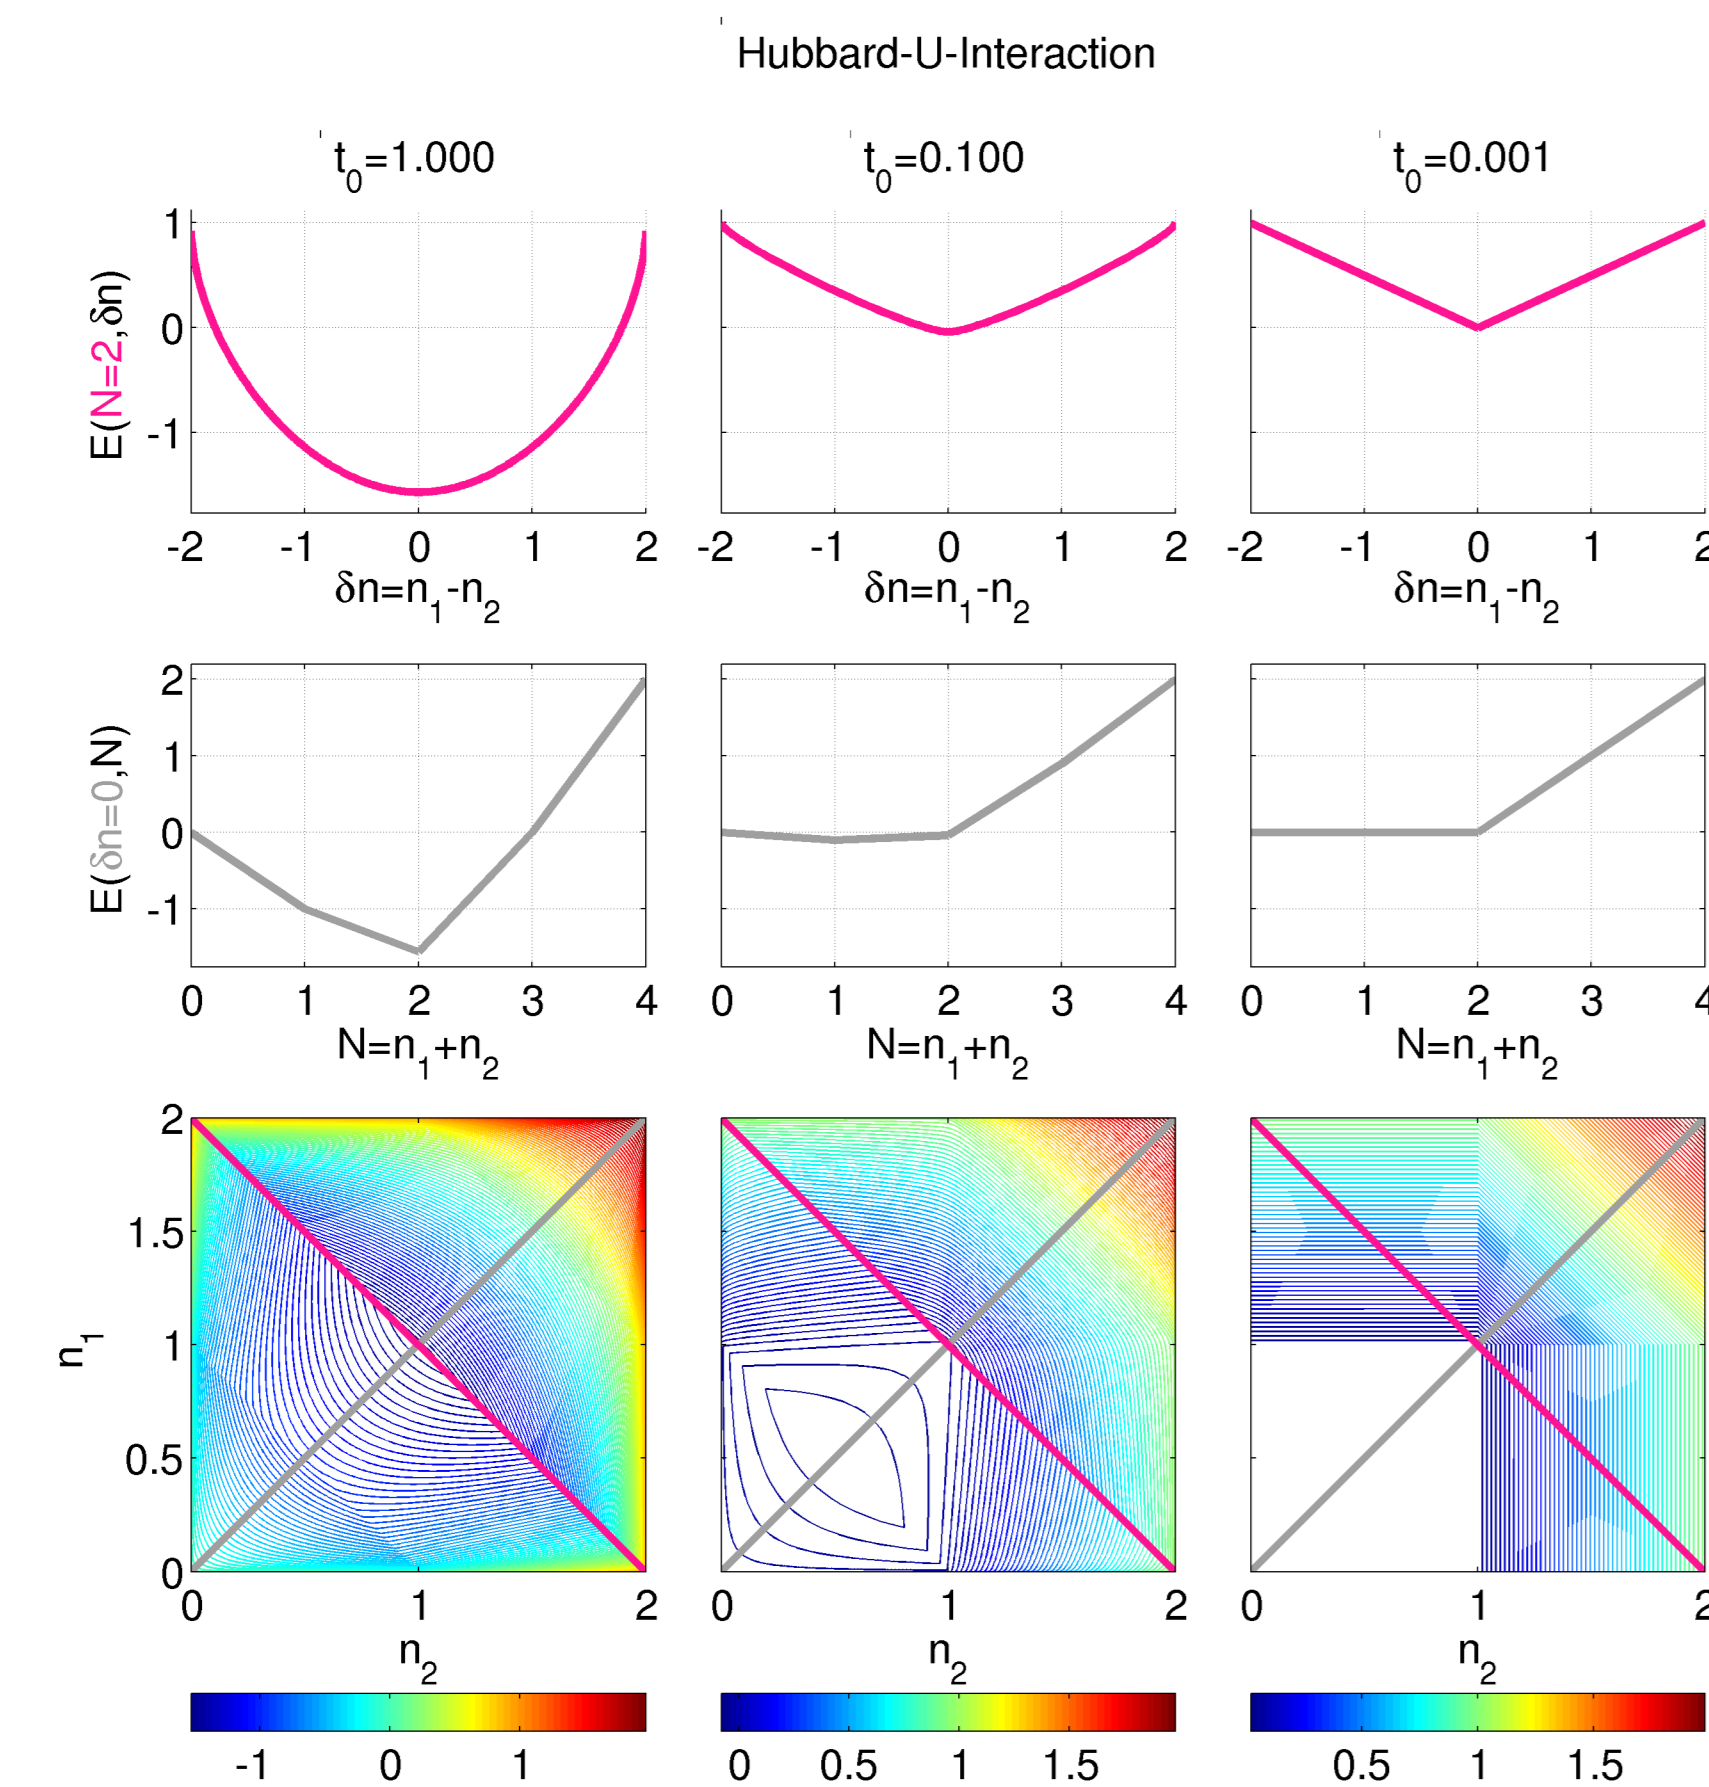 Hubbard-U-Interaction
t0=1.000 t0=0.100 t0=0.001
1
0
-1
E(N=2,δn)
-2 -1 0 1 2 -2 -1 0 1 2 -2 -1 0 1 2
δn=n1-n2 δn=n1-n2 δn=n1-n2
2
1
0
-1
E(δn=0,N)
0 1 2 3 4 0 1 2 3 4 0 1 2 3 4
N=n1+n2 N=n1+n2 N=n1+n2
2
1.5
1
0.5
0
n1
0 1 2 0 1 2 0 1 2
n2 n2 n2
-1 0 1 0 0.5 1 1.5 0.5 1 1.5